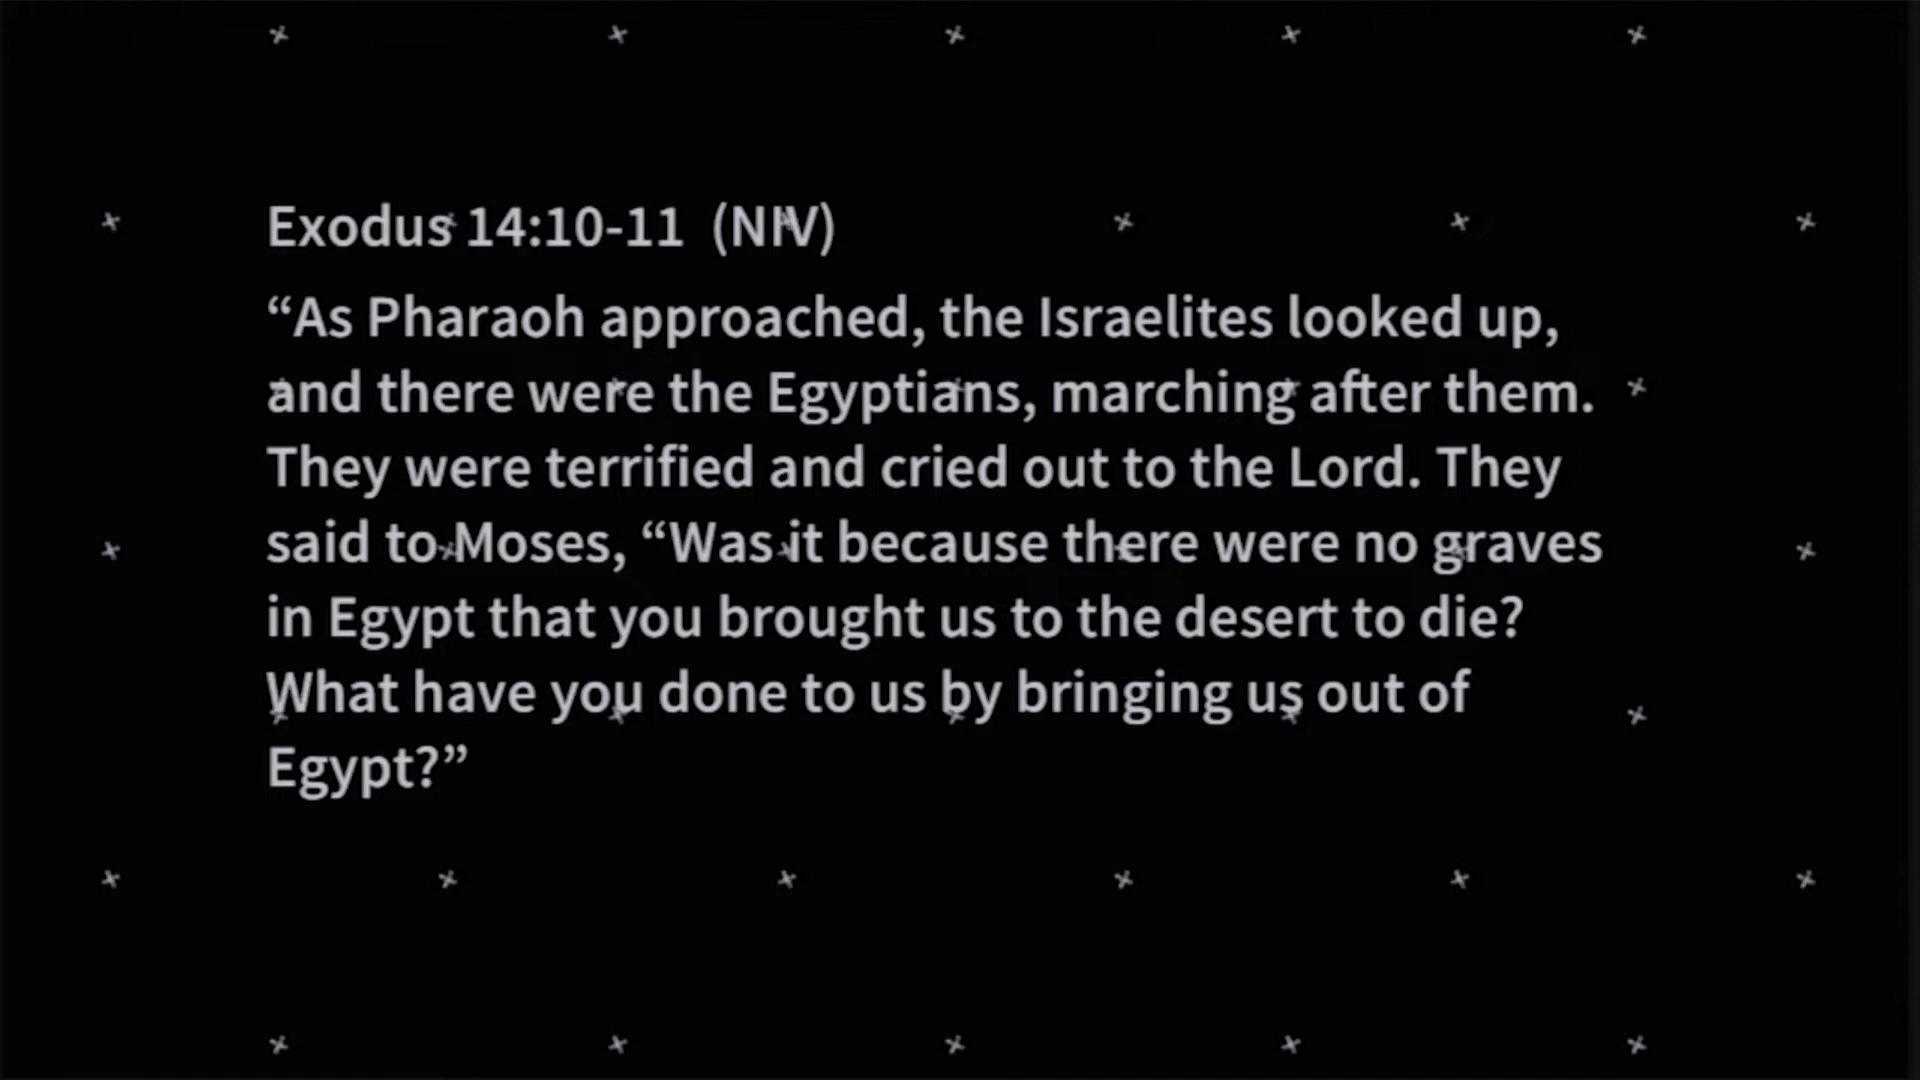 Exodus 14:10-11  (NIV)
“As Pharaoh approached, the Israelites looked up,
and there were the Egyptians, marching after them.
They were terrified and cried out to the Lord. They
said to Moses, “Was it because there were no graves
in Egypt that you brought us to the desert to die?
What have you done to us by bringing us out of
Egypt?”